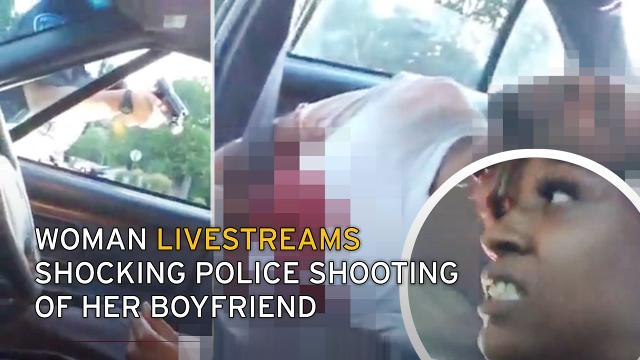 WOMAN LIVESTREAMS
SHOCKING POLICE SHOOTING
OF HER BOYFRIEND